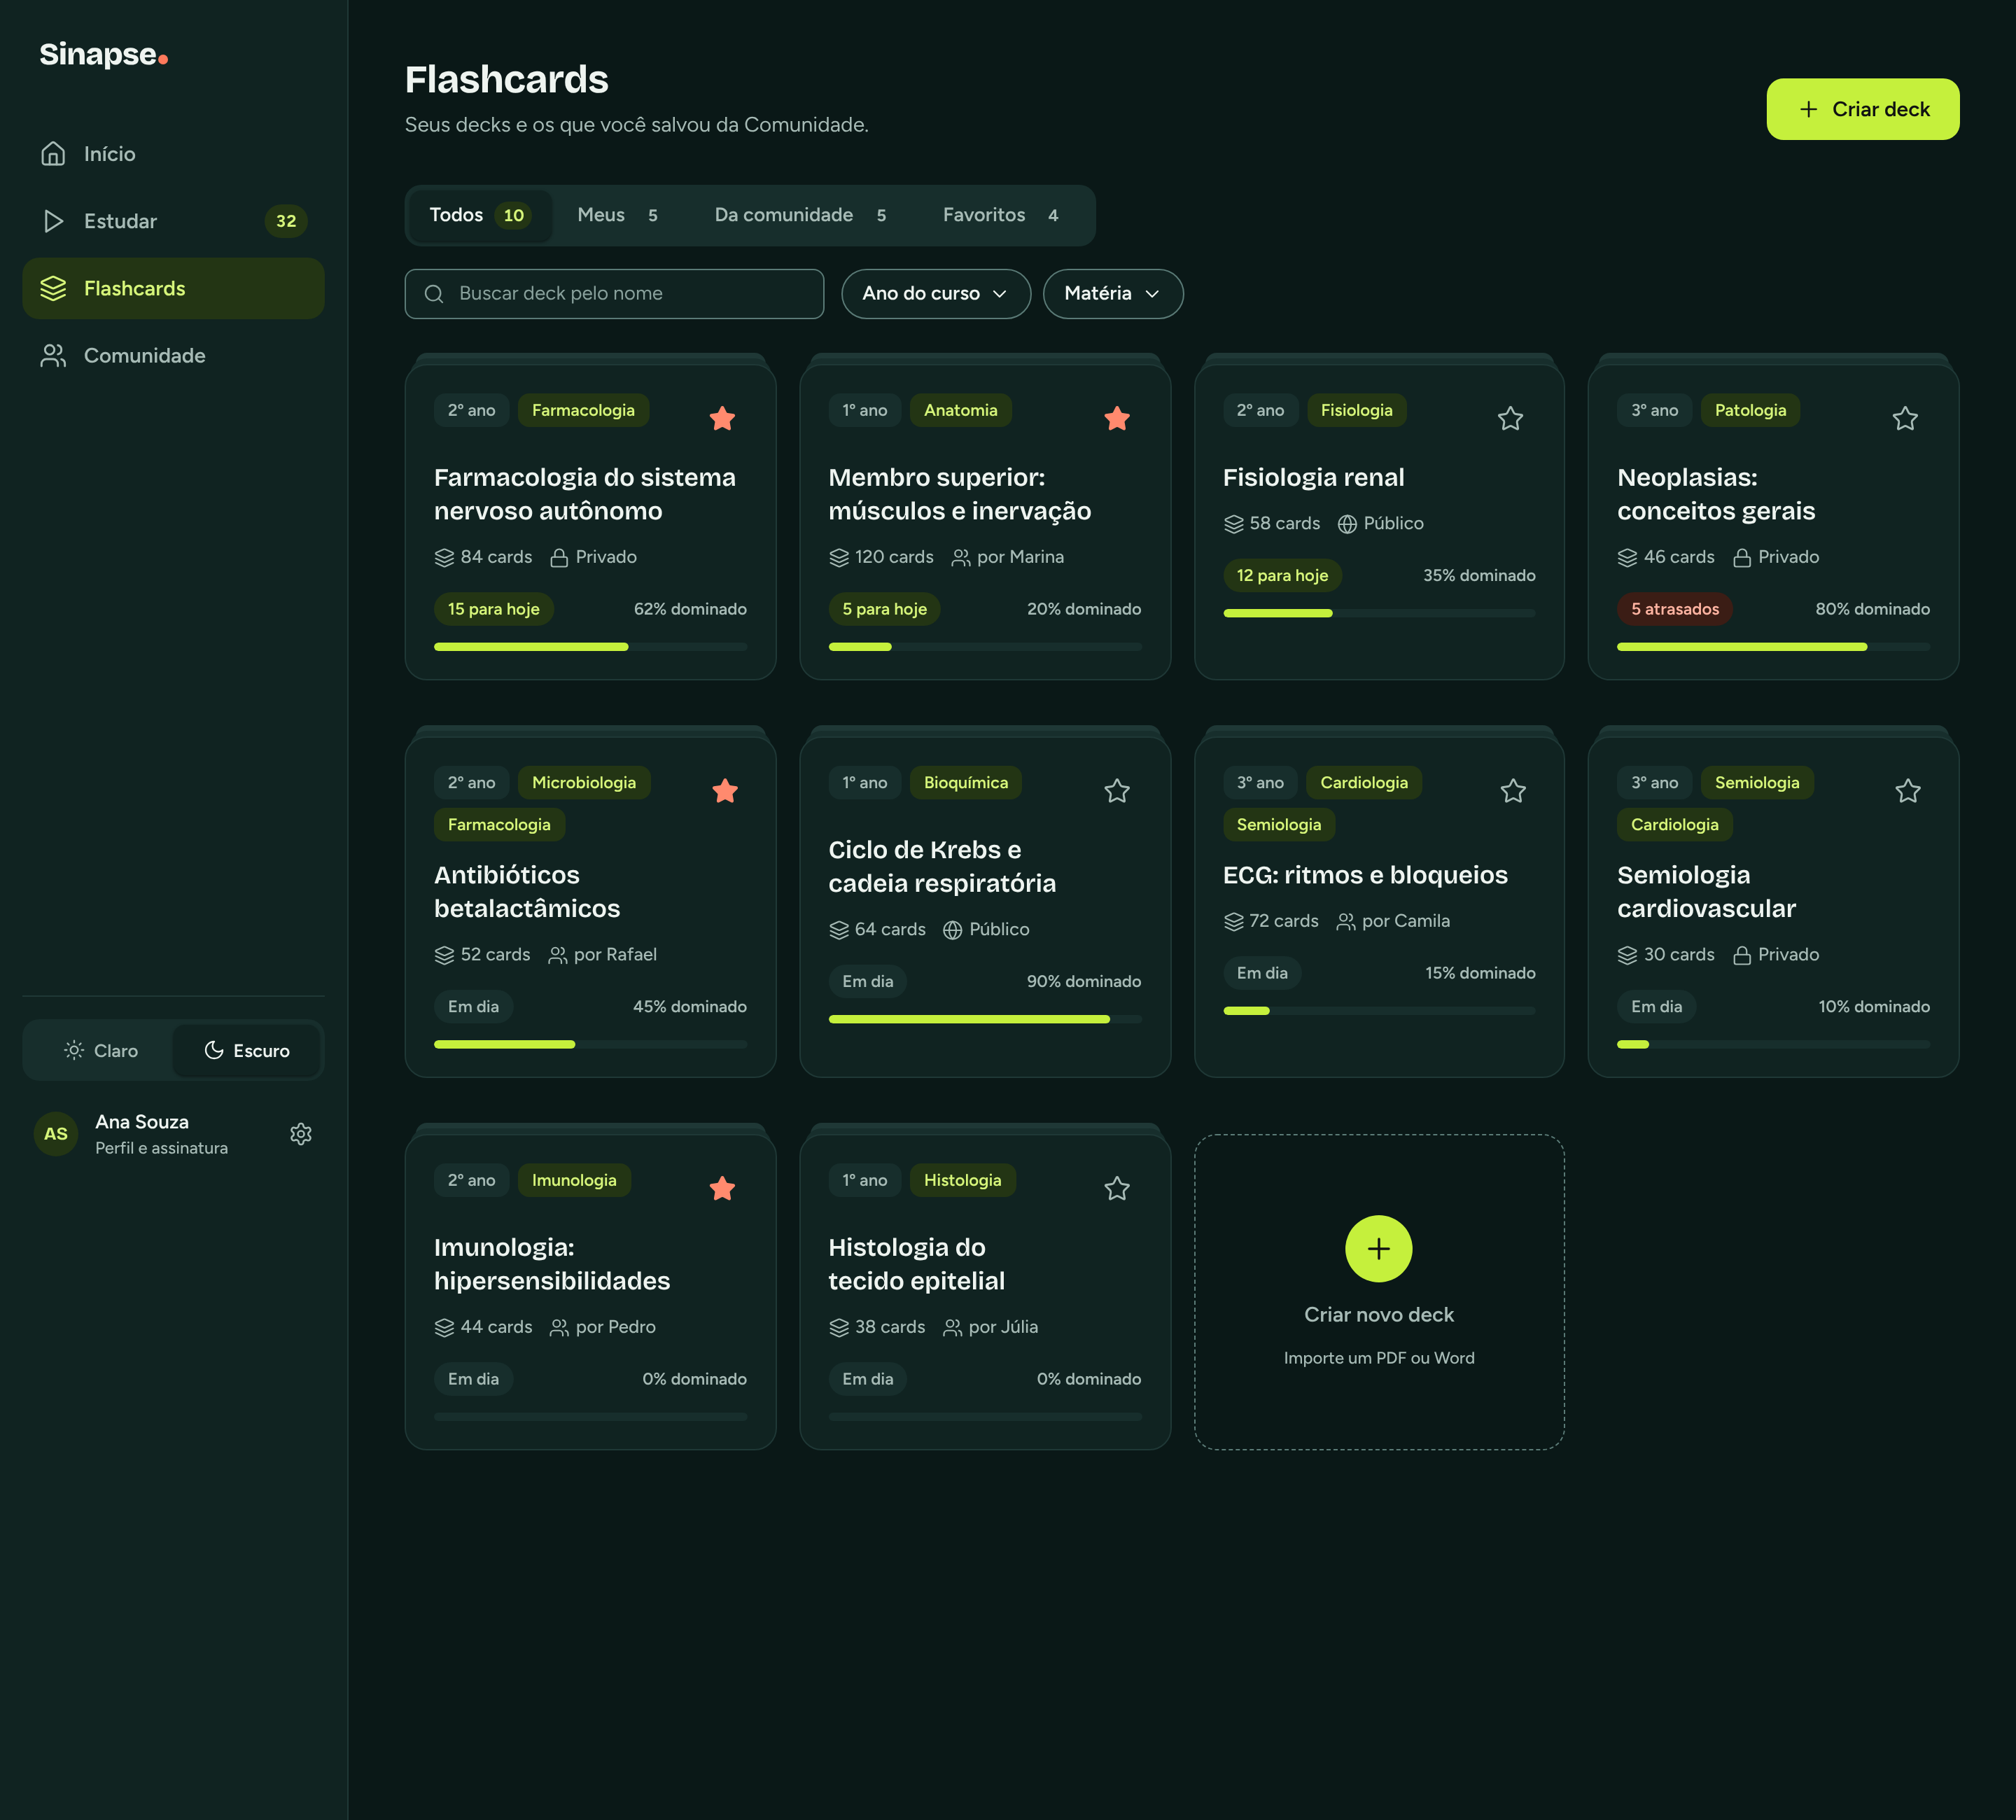 Sinapse.
Início
Estudar 32
Flashcards
Comunidade
Claro Escuro
AS Ana Souza
Perfil e assinatura
Flashcards
Seus decks e os que você salvou da Comunidade.
+ Criar deck
Todos 10 Meus 5 Da comunidade 5 Favoritos 4
Buscar deck pelo nome Ano do curso Matéria
2º ano Farmacologia
Farmacologia do sistema
nervoso autônomo
84 cards Privado
15 para hoje 62% dominado
1º ano Anatomia
Membro superior:
músculos e inervação
120 cards por Marina
5 para hoje 20% dominado
2º ano Fisiologia
Fisiologia renal
58 cards Público
12 para hoje 35% dominado
3º ano Patologia
Neoplasias:
conceitos gerais
46 cards Privado
5 atrasados 80% dominado
2º ano Microbiologia
Farmacologia
Antibióticos
betalactâmicos
52 cards por Rafael
Em dia 45% dominado
1º ano Bioquímica
Ciclo de Krebs e
cadeia respiratória
64 cards Público
Em dia 90% dominado
3º ano Cardiologia
Semiologia
ECG: ritmos e bloqueios
72 cards por Camila
Em dia 15% dominado
3º ano Semiologia
Cardiologia
Semiologia
cardiovascular
30 cards Privado
Em dia 10% dominado
2º ano Imunologia
Imunologia:
hipersensibilidades
44 cards por Pedro
Em dia 0% dominado
1º ano Histologia
Histologia do
tecido epitelial
38 cards por Júlia
Em dia 0% dominado
Criar novo deck
Importe um PDF ou Word